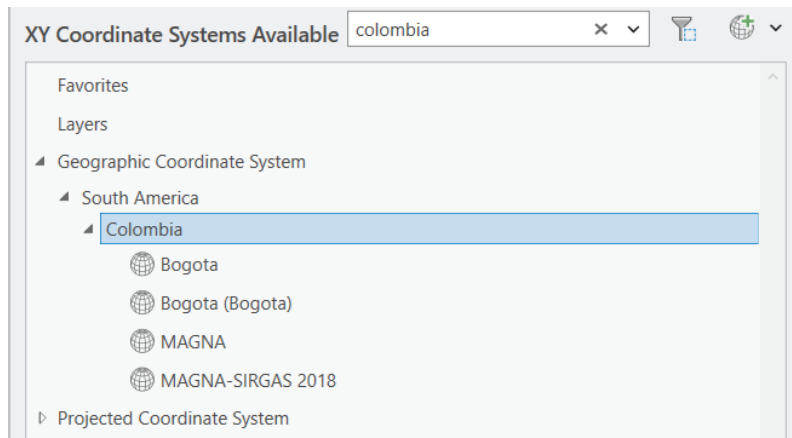 XY Coordinate Systems Available colombia
Favorites
Layers
Geographic Coordinate System
South America
Colombia
Bogota
Bogota (Bogota)
MAGNA
MAGNA-SIRGAS 2018
Projected Coordinate System